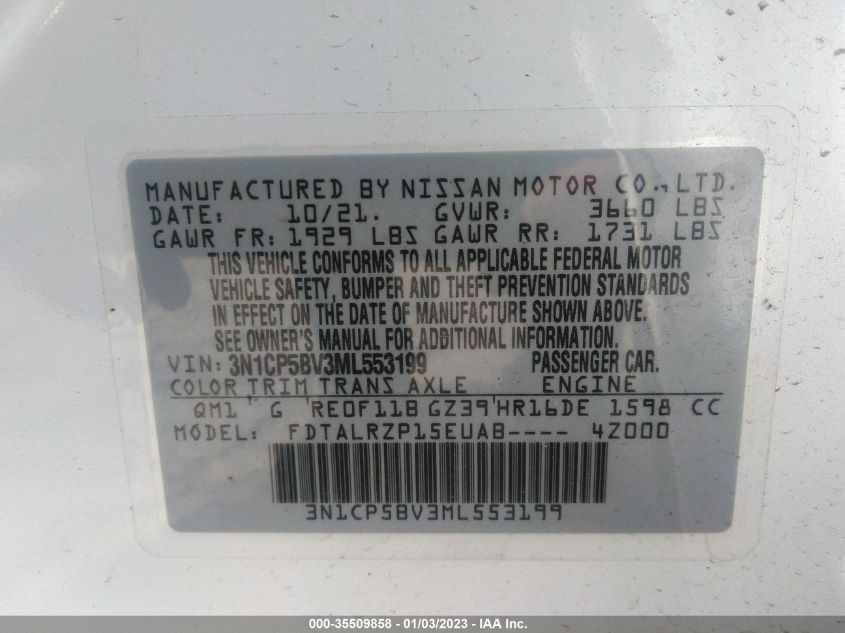 MANUFACTURED BY NISSAN MOTOR CO., LTD.
DATE: 10/21. GVWR: 3660 LBS
GAWR FR: 1929 LBS GAWR RR: 1731 LBS
THIS VEHICLE CONFORMS TO ALL APPLICABLE FEDERAL MOTOR
VEHICLE SAFETY, BUMPER AND THEFT PREVENTION STANDARDS
IN EFFECT ON THE DATE OF MANUFACTURE SHOWN ABOVE.
SEE OWNER'S MANUAL FOR ADDITIONAL INFORMATION.
VIN: 3N1CP5BV3ML553199 PASSENGER CAR.
COLOR TRIM TRANS AXLE ENGINE
QM1 G RE0F11B GZ39 HR16DE 1598 CC
MODEL: FDTALRZP15EUAB---- 4Z000
3N1CP5BV3ML553199
000-35509858 - 01/03/2023 - IAA Inc.